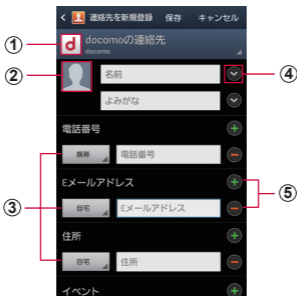 < 連絡先を新規登録 保存 キャンセル
① d docomoの連絡先
docomo
② 名前 ④
よみがな
電話番号
携帯 電話番号
Eメールアドレス
③ 自宅 Eメールアドレス ⑤
住所
自宅 住所
イベント